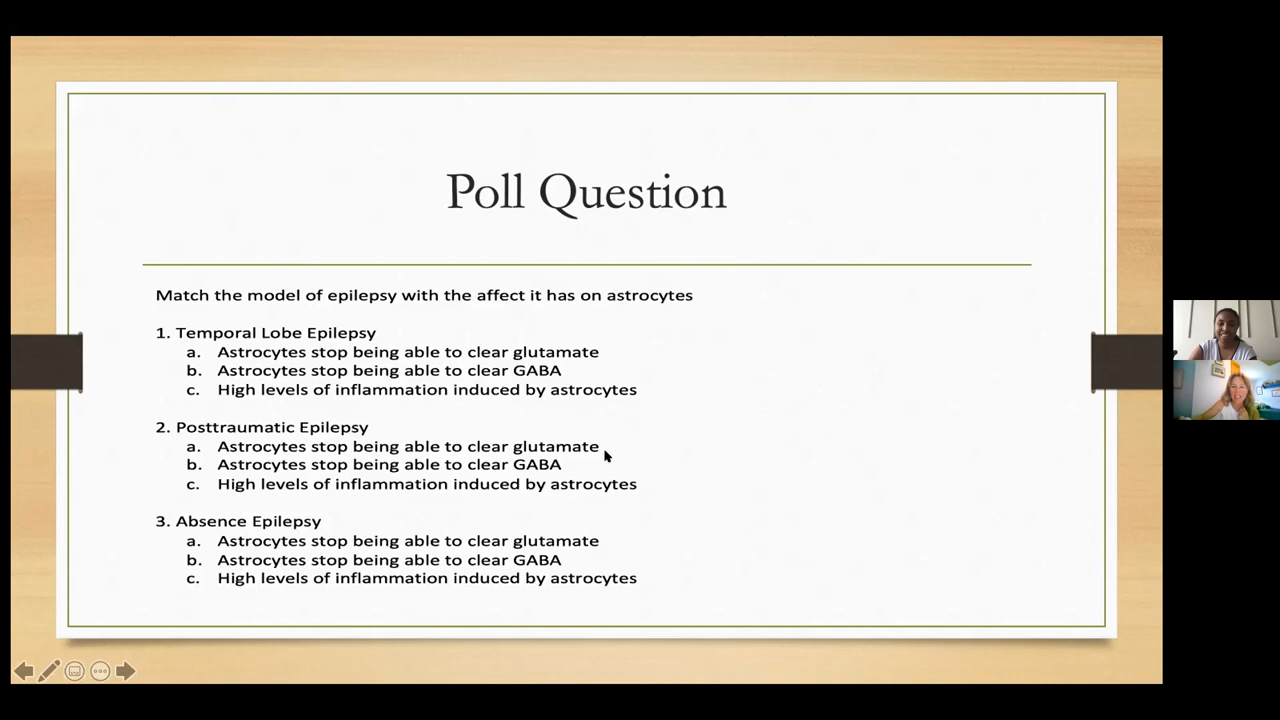 Poll Question
Match the model of epilepsy with the affect it has on astrocytes
1. Temporal Lobe Epilepsy
a. Astrocytes stop being able to clear glutamate
b. Astrocytes stop being able to clear GABA
c. High levels of inflammation induced by astrocytes
2. Posttraumatic Epilepsy
a. Astrocytes stop being able to clear glutamate
b. Astrocytes stop being able to clear GABA
c. High levels of inflammation induced by astrocytes
3. Absence Epilepsy
a. Astrocytes stop being able to clear glutamate
b. Astrocytes stop being able to clear GABA
c. High levels of inflammation induced by astrocytes